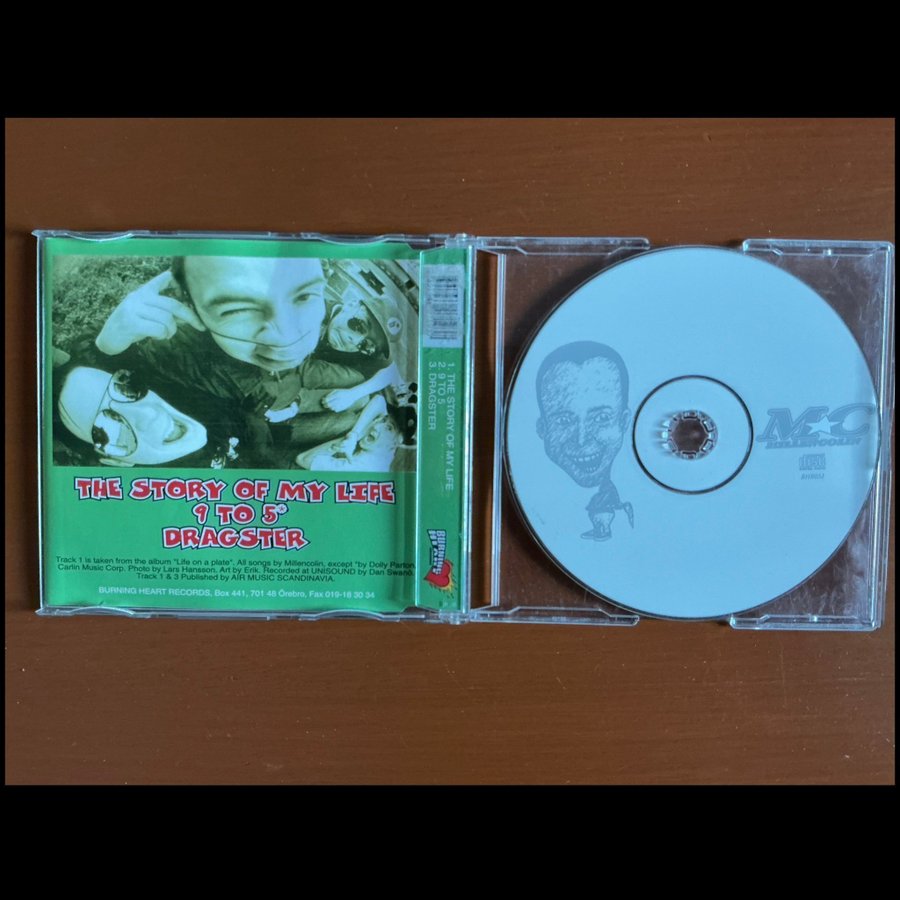 THE STORY OF MY LIFE
9 TO 5*
DRAGSTER
Track 1 is taken from the album "Life on a plate". All songs by Millencolin, except *by Dolly Parton
Carlin Music Corp. Photo by Lars Hansson. Art by Erik. Recorded at UNISOUND by Dan Swanö.
Track 1 & 3 Published by AIR MUSIC SCANDINAVIA.
BURNING HEART RECORDS, Box 441, 701 48 Örebro, Fax 019-18 30 34
1. THE STORY OF MY LIFE
2. 9 TO 5
3. DRAGSTER
BURNING
HEART
MC
MILLENCOLIN